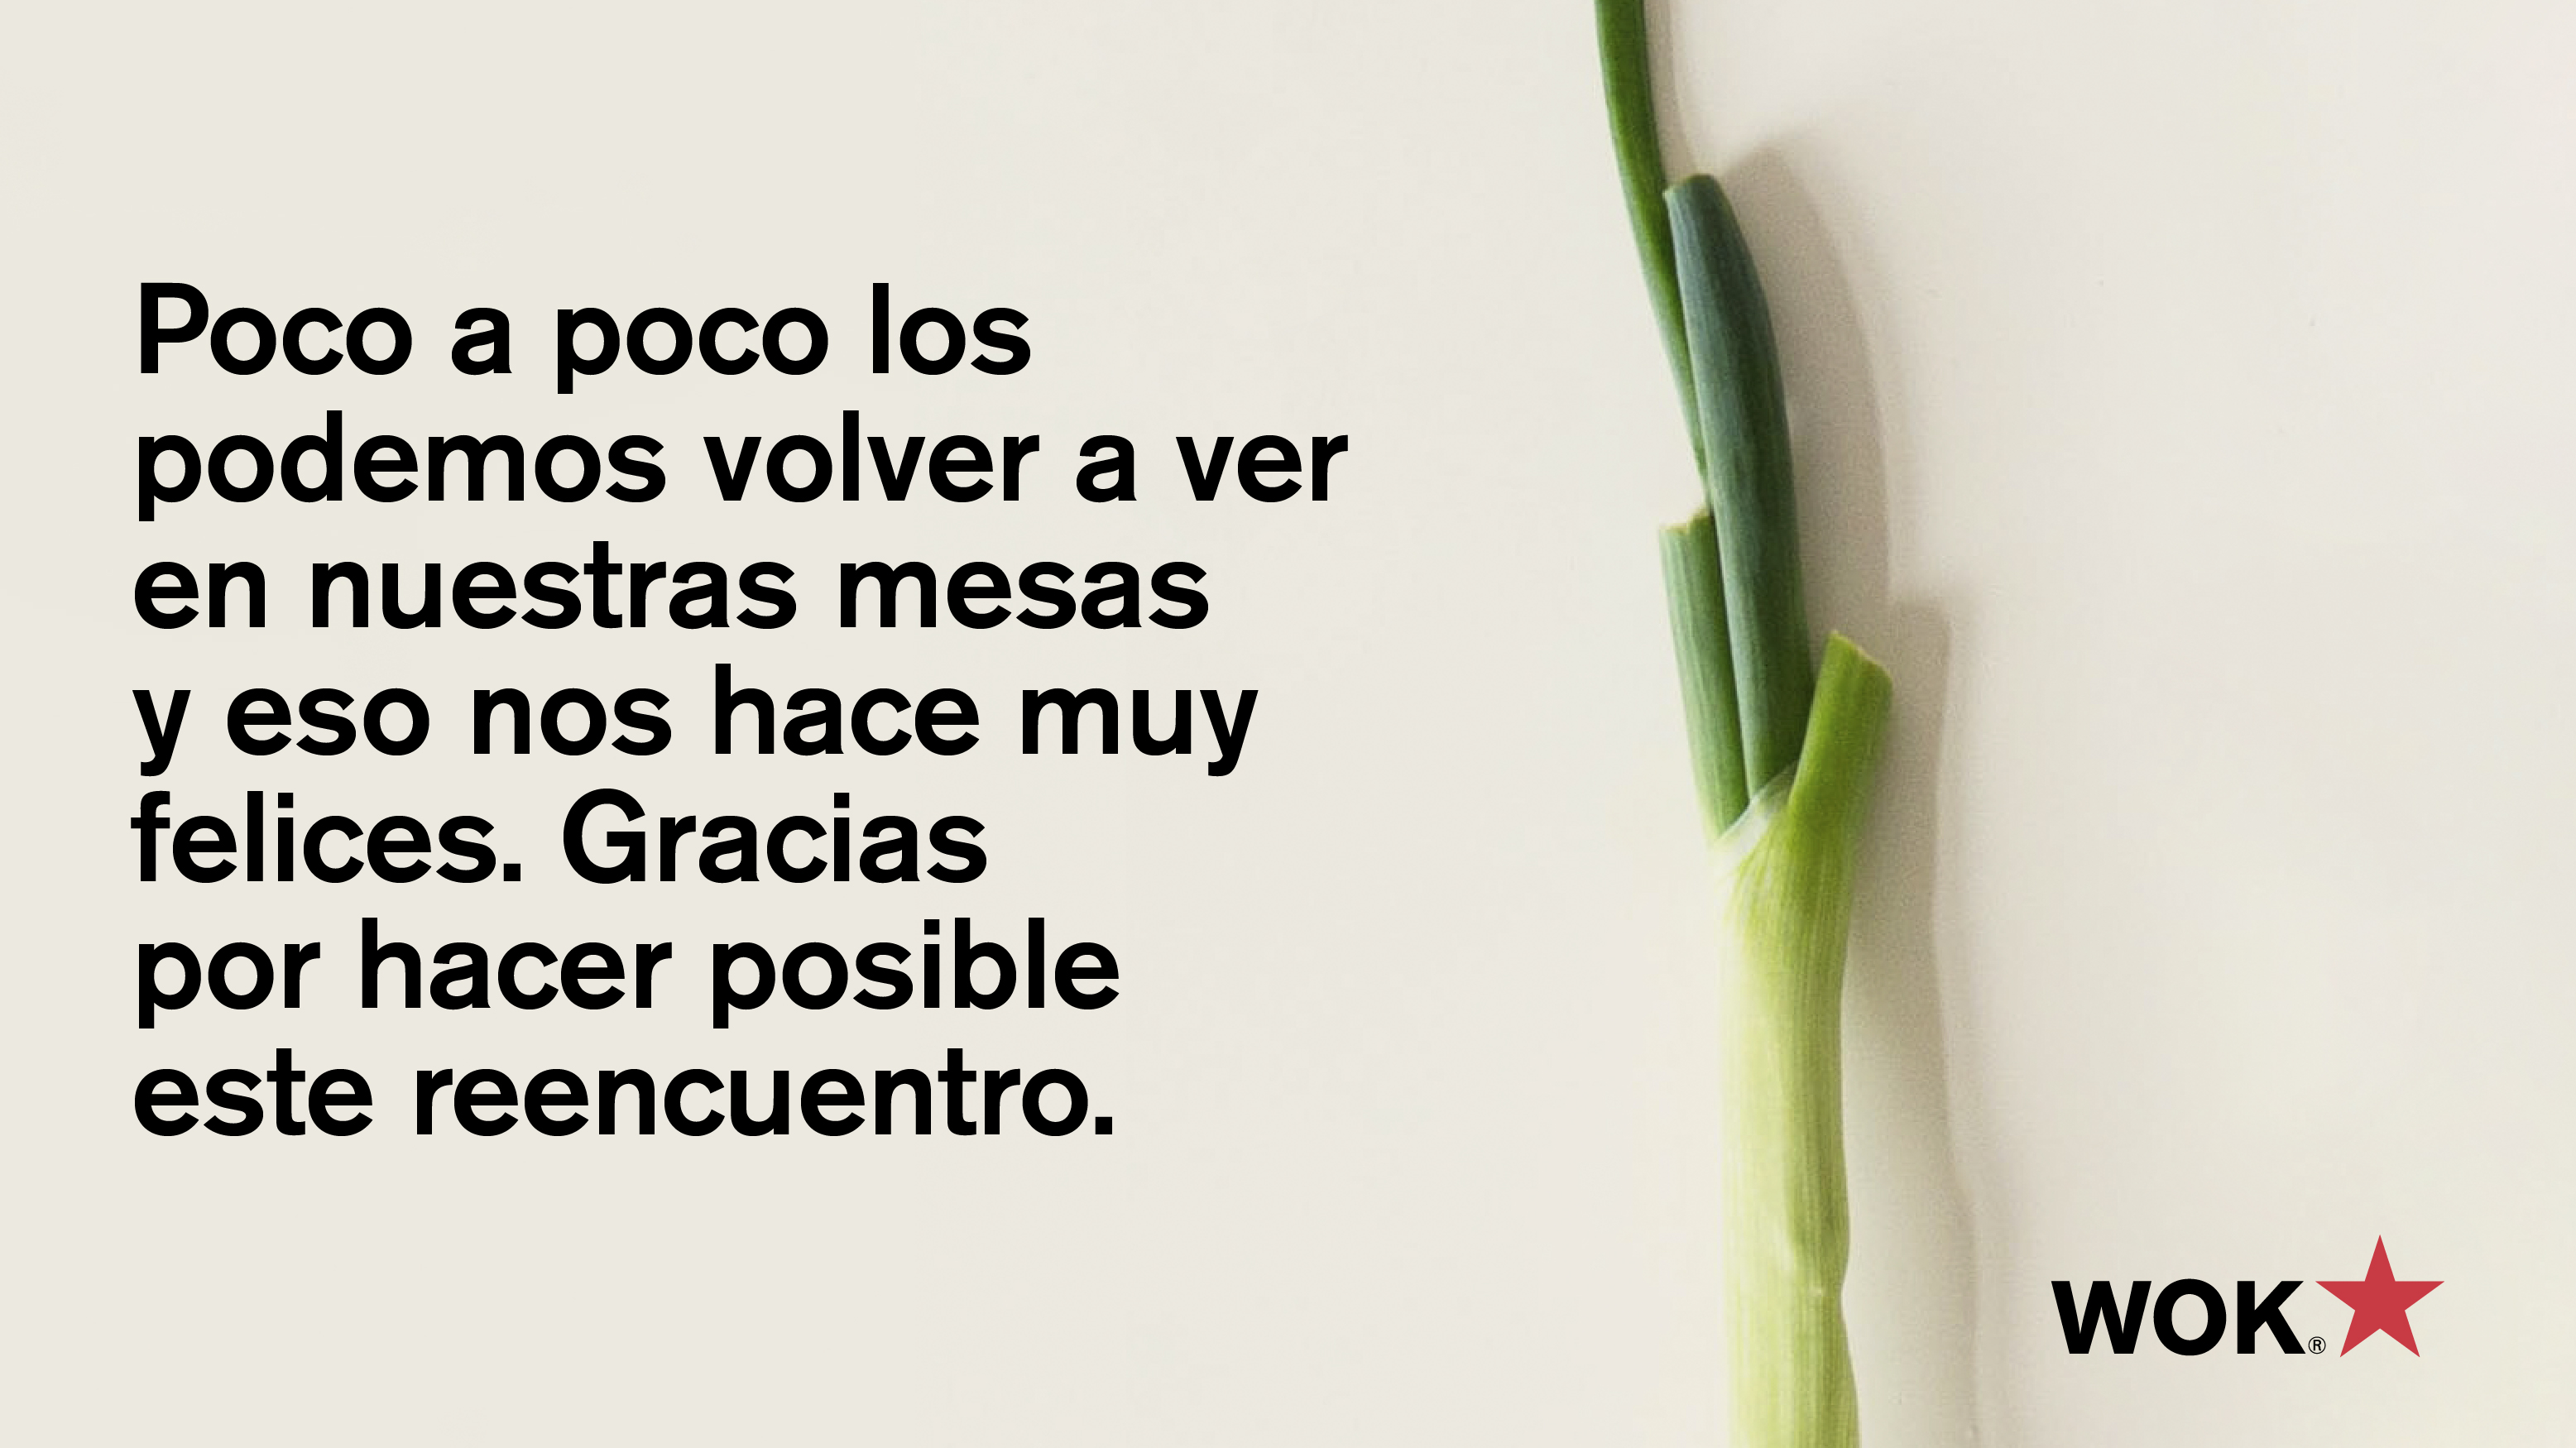 Poco a poco los
podemos volver a ver
en nuestras mesas
y eso nos hace muy
felices. Gracias
por hacer posible
este reencuentro.
WOK®